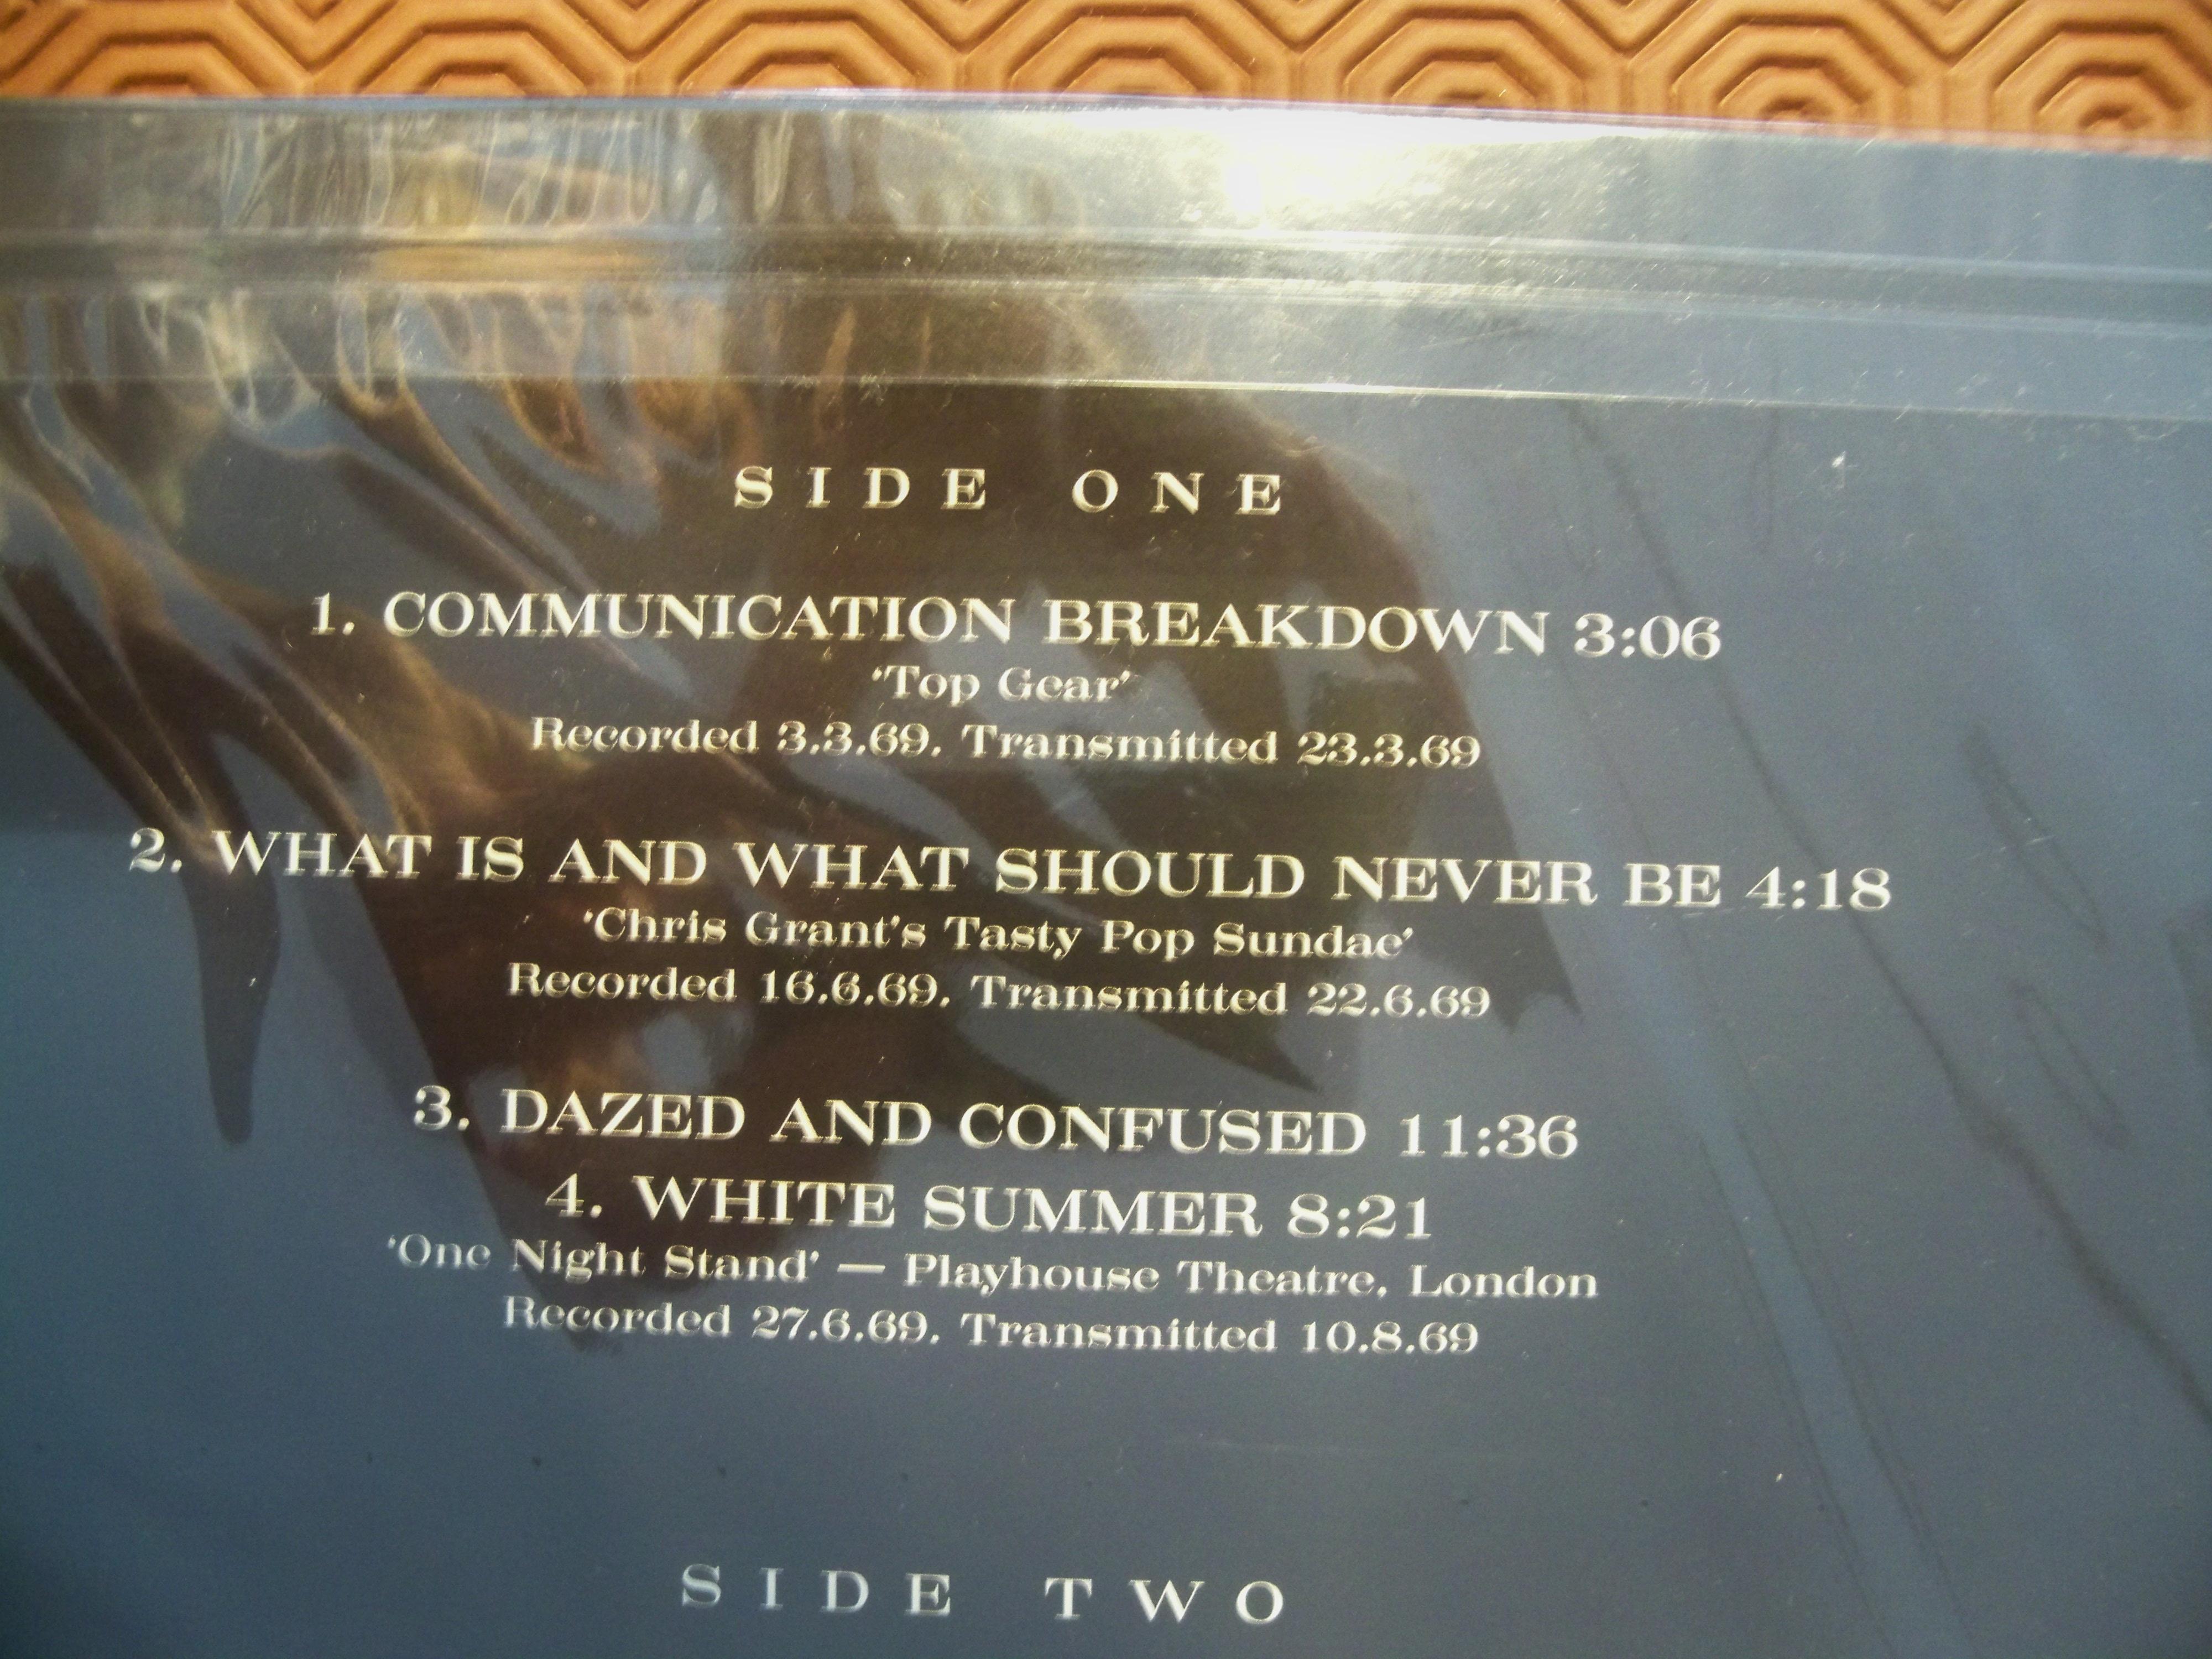 SIDE ONE
1. COMMUNICATION BREAKDOWN 3:06
'Top Gear'
Recorded 3.3.69. Transmitted 23.3.69
2. WHAT IS AND WHAT SHOULD NEVER BE 4:18
'Chris Grant's Tasty Pop Sundae'
Recorded 16.6.69. Transmitted 22.6.69
3. DAZED AND CONFUSED 11:36
4. WHITE SUMMER 8:21
'One Night Stand' — Playhouse Theatre, London
Recorded 27.6.69. Transmitted 10.8.69
SIDE TWO